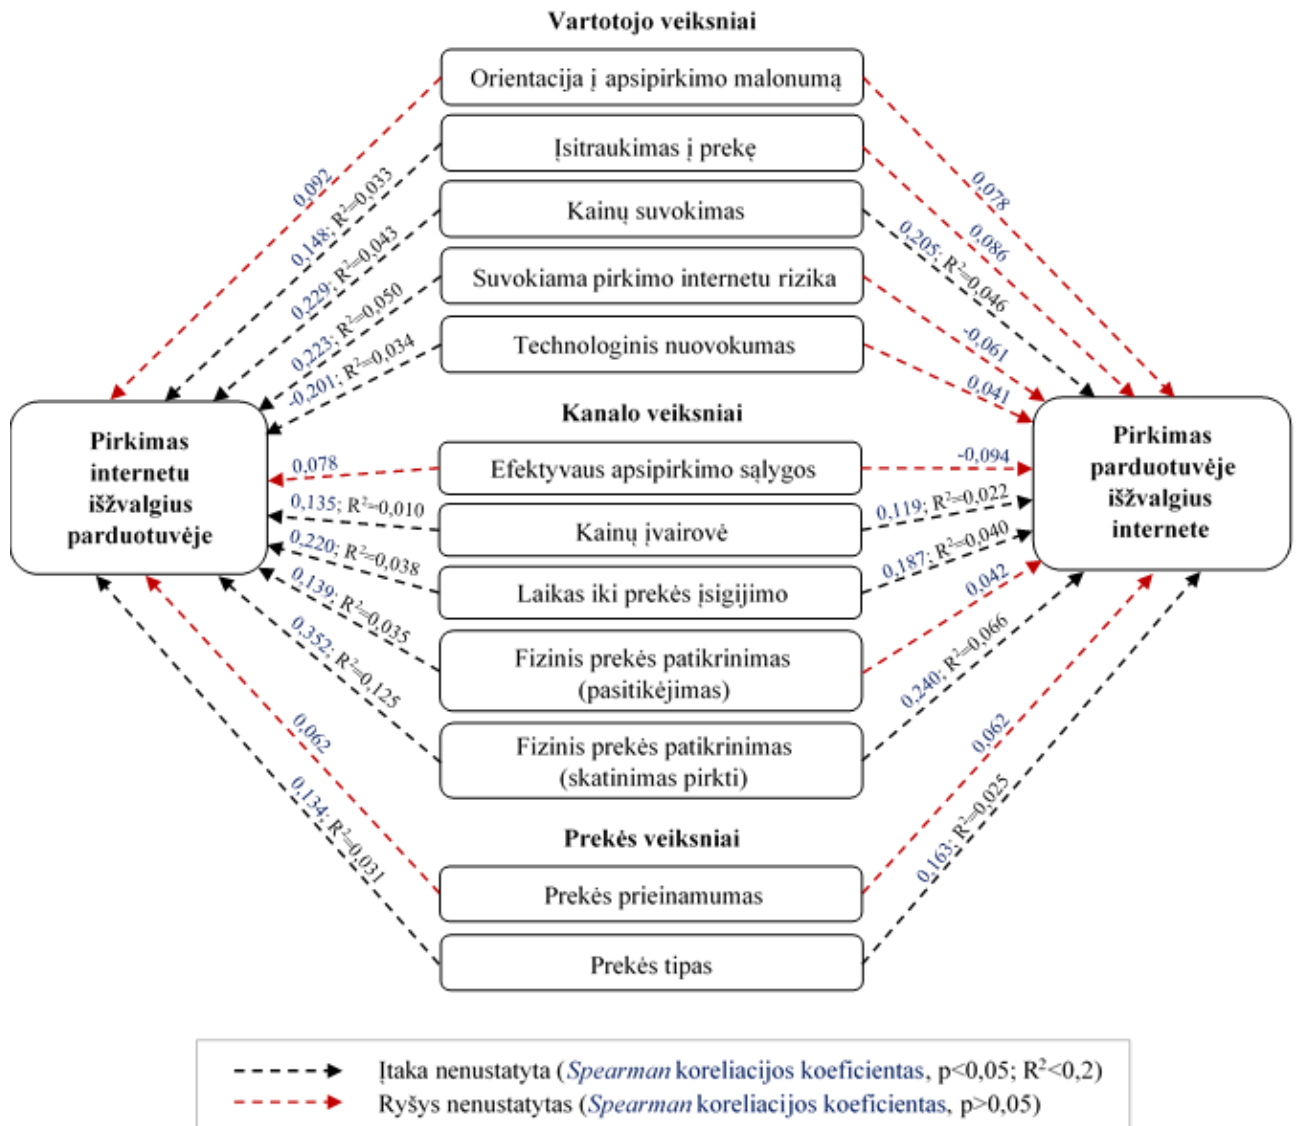 Vartotojo veiksniai
Orientacija į apsipirkimo malonumą
Įsitraukimas į prekę
Kainų suvokimas
Suvokiama pirkimo internetu rizika
Technologinis nuovokumas
0,092
0,148; R²=0,033
0,229; R²=0,043
0,223; R²=0,050
-0,201; R²=0,034
0,078
0,086
0,205; R²=0,046
-0,061
0,041
Pirkimas
internetu
išžvalgius
parduotuvėje
Pirkimas
parduotuvėje
išžvalgius
internete
Kanalo veiksniai
0,078
Efektyvaus apsipirkimo sąlygos
-0,094
0,135; R²=0,010
Kainų įvairovė
0,119; R²=0,022
0,220; R²=0,038
Laikas iki prekės įsigijimo
0,187; R²=0,040
0,139; R²=0,035
Fizinis prekės patikrinimas
(pasitikėjimas)
0,042
0,352; R²=0,125
Fizinis prekės patikrinimas
(skatinimas pirkti)
0,240; R²=0,066
Prekės veiksniai
0,062
Prekės prieinamumas
0,062
0,134; R²=0,031
Prekės tipas
0,163; R²=0,025
Įtaka nenustatyta (Spearman koreliacijos koeficientas, p<0,05; R²<0,2)
Ryšys nenustatytas (Spearman koreliacijos koeficientas, p>0,05)